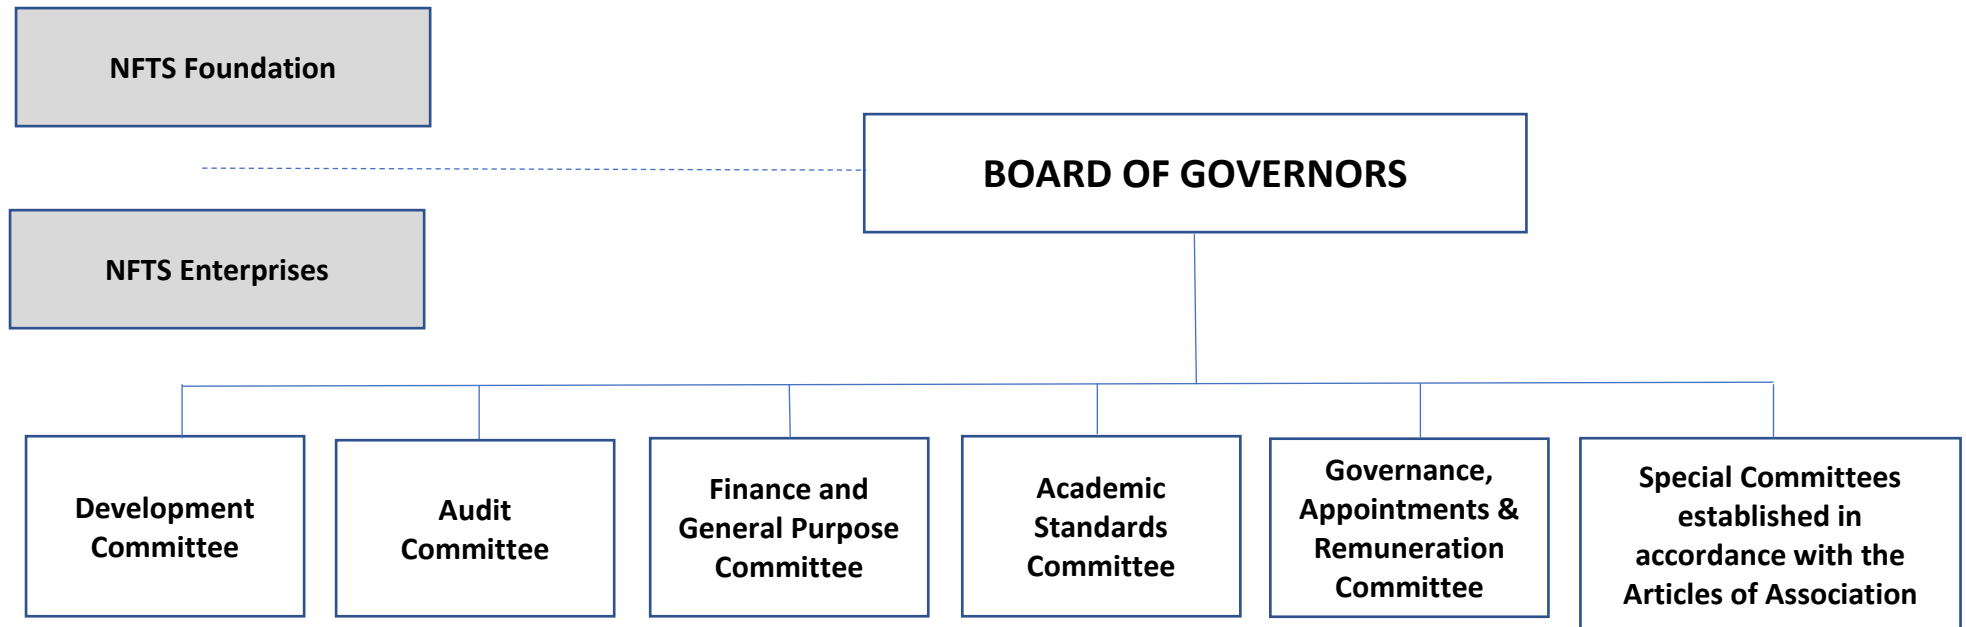 NFTS Foundation
BOARD OF GOVERNORS
NFTS Enterprises
Development
Committee
Audit
Committee
Finance and
General Purpose
Committee
Academic
Standards
Committee
Governance,
Appointments &
Remuneration
Committee
Special Committees
established in
accordance with the
Articles of Association